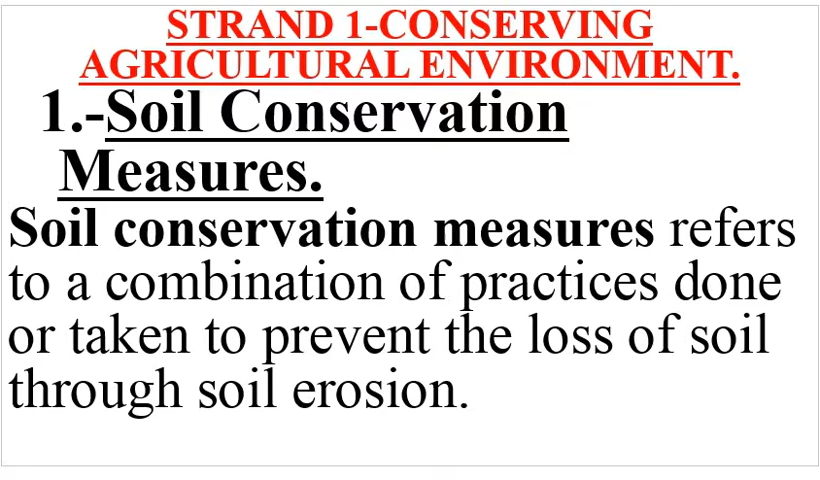 STRAND 1-CONSERVING
AGRICULTURAL ENVIRONMENT.
1.-Soil Conservation
Measures.
Soil conservation measures refers
to a combination of practices done
or taken to prevent the loss of soil
through soil erosion.